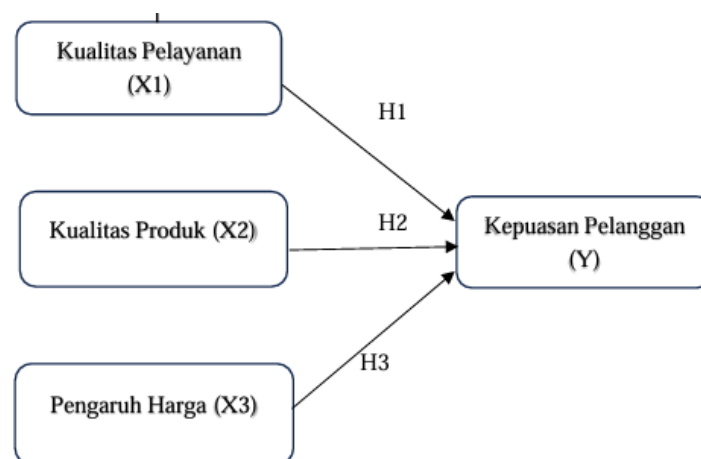 Kualitas Pelayanan
(X1)
H1
Kualitas Produk (X2)
H2
Kepuasan Pelanggan
(Y)
H3
Pengaruh Harga (X3)